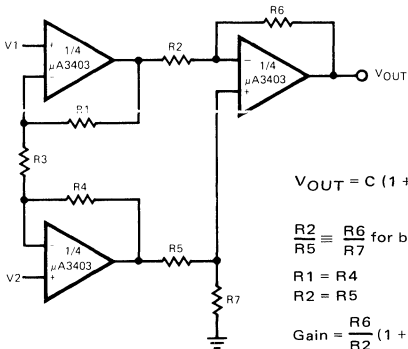 R6
V1
+
1/4
μA3403
−
R2
−
1/4
μA3403
+
VOUT
R1
R3
R4
−
1/4
μA3403
+
V2
R5
R7
VOUT = C (1 +
R2/R5 ≡ R6/R7 for b
R1 = R4
R2 = R5
Gain = R6/R2 (1 +